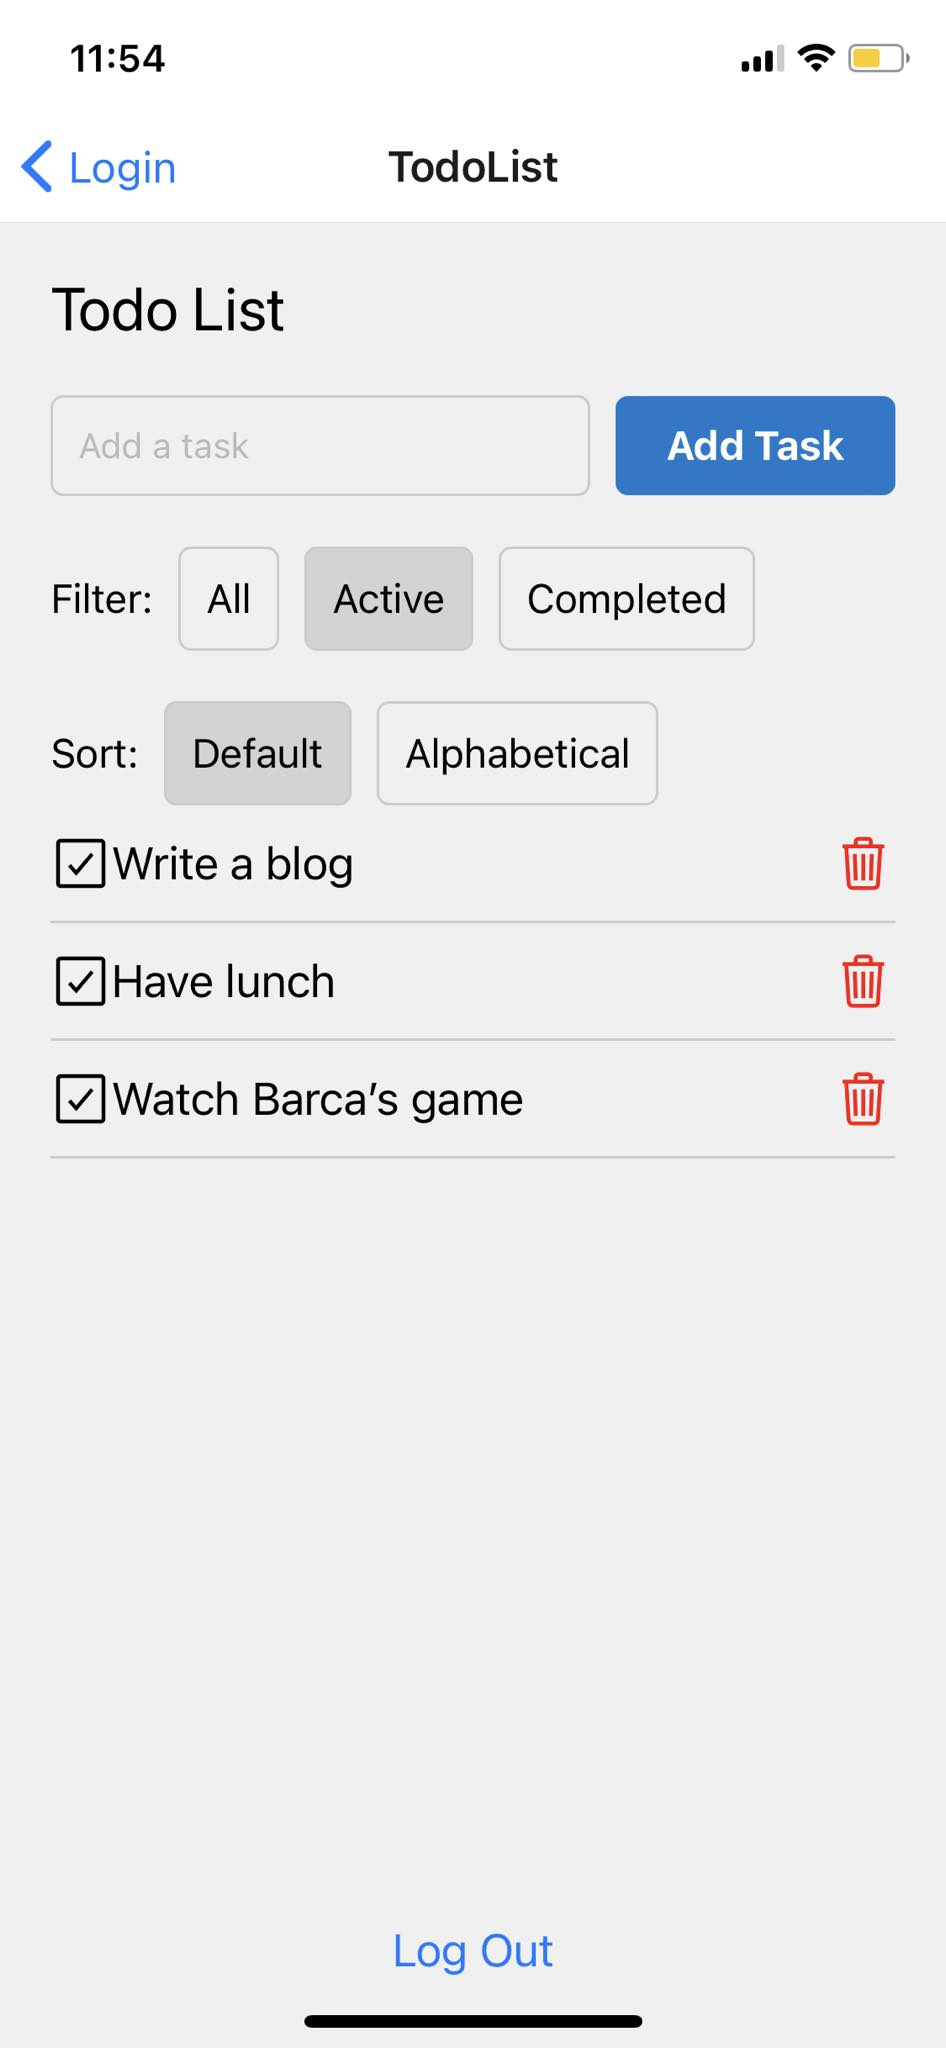 11:54
Login TodoList
Todo List
Add a task Add Task
Filter: All Active Completed
Sort: Default Alphabetical
Write a blog
Have lunch
Watch Barca’s game
Log Out